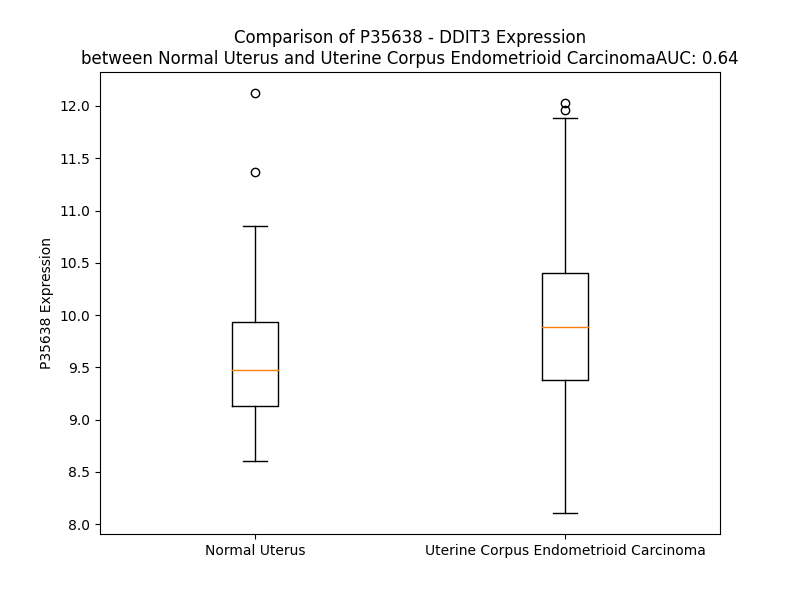 Comparison of P35638 - DDIT3 Expression
between Normal Uterus and Uterine Corpus Endometrioid CarcinomaAUC: 0.64
12.0
11.5
11.0
10.5
10.0
9.5
9.0
8.5
8.0
P35638 Expression
Normal Uterus
Uterine Corpus Endometrioid Carcinoma